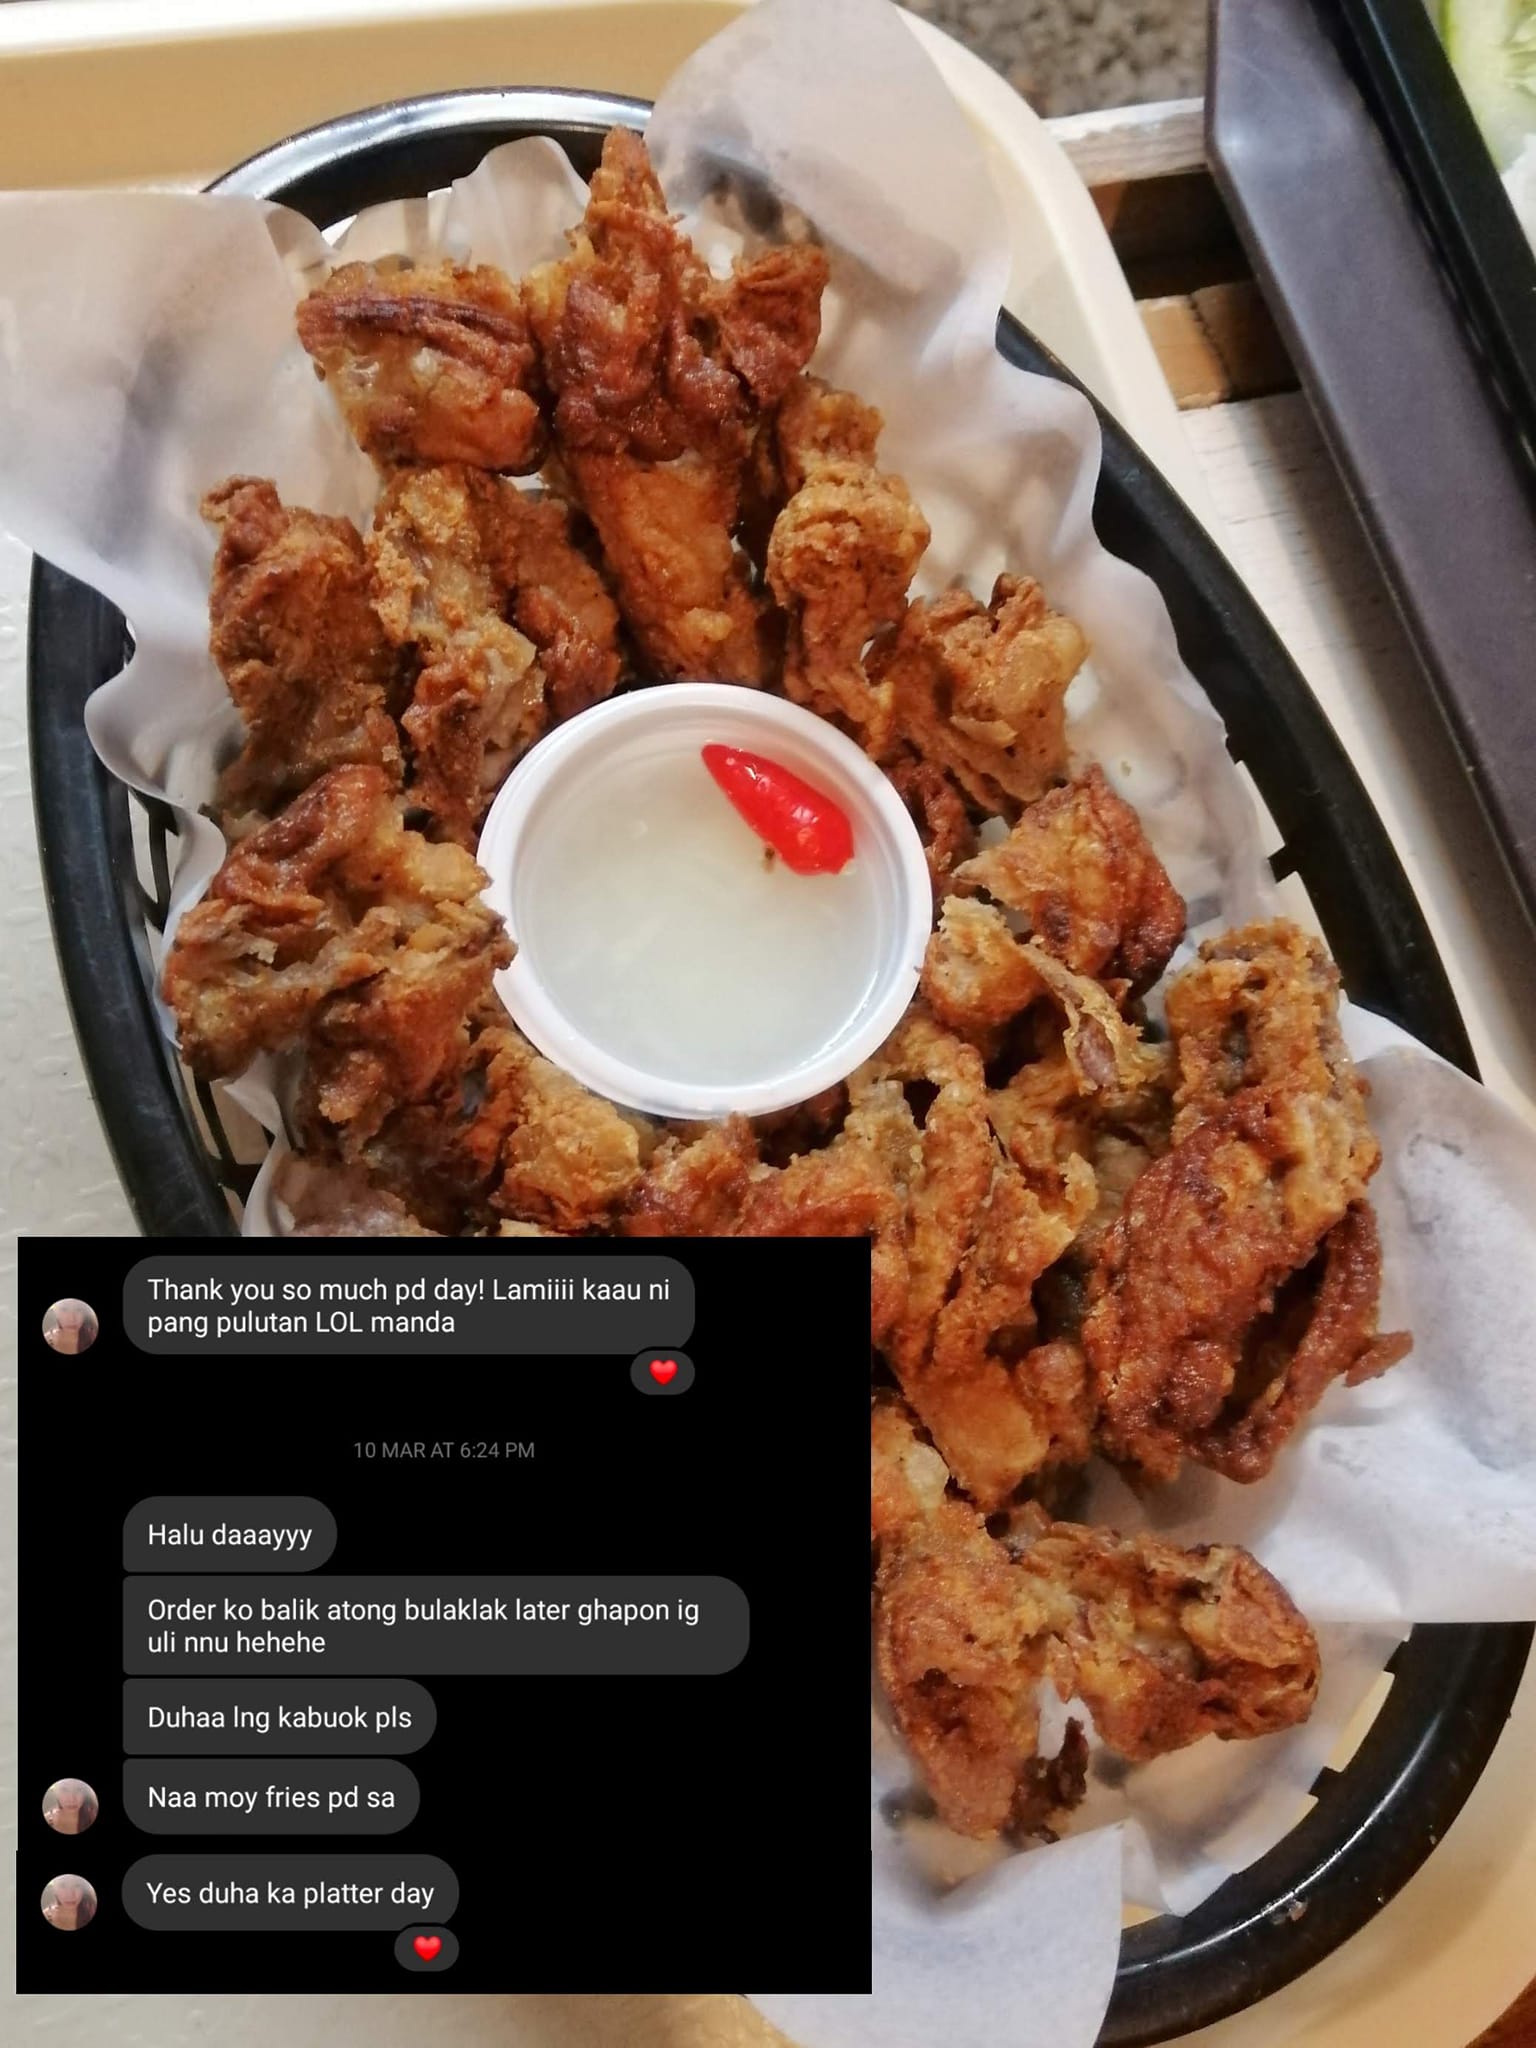 Thank you so much pd day! Lamiiii kaau ni
pang pulutan LOL manda
10 MAR AT 6:24 PM
Halu daaayyy
Order ko balik atong bulaklak later ghapon ig
uli nnu hehehe
Duhaa lng kabuok pls
Naa moy fries pd sa
Yes duha ka platter day